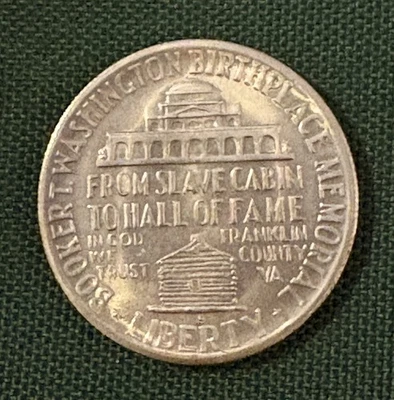 BOOKER T. WASHINGTON BIRTHPLACE MEMORIAL
FROM SLAVE CABIN
TO HALL OF FAME
IN GOD
WE
TRUST
FRANKLIN
COUNTY,
VA.
LIBERTY